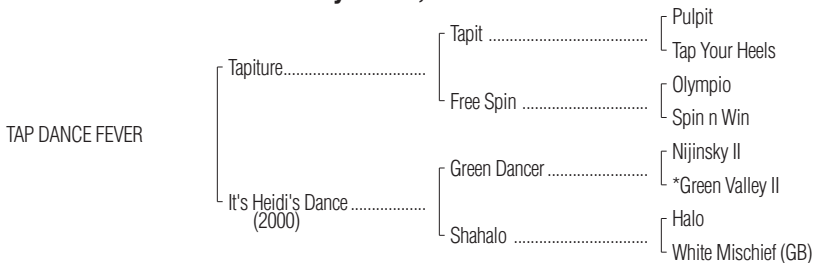 Pulpit
Tapit ..........................................
Tap Your Heels
Tapiture.....................................
Olympio
Free Spin .................................
Spin n Win
TAP DANCE FEVER
Nijinsky II
Green Dancer ..........................
*Green Valley II
It's Heidi's Dance ...................
(2000)
Halo
Shahalo ...................................
White Mischief (GB)